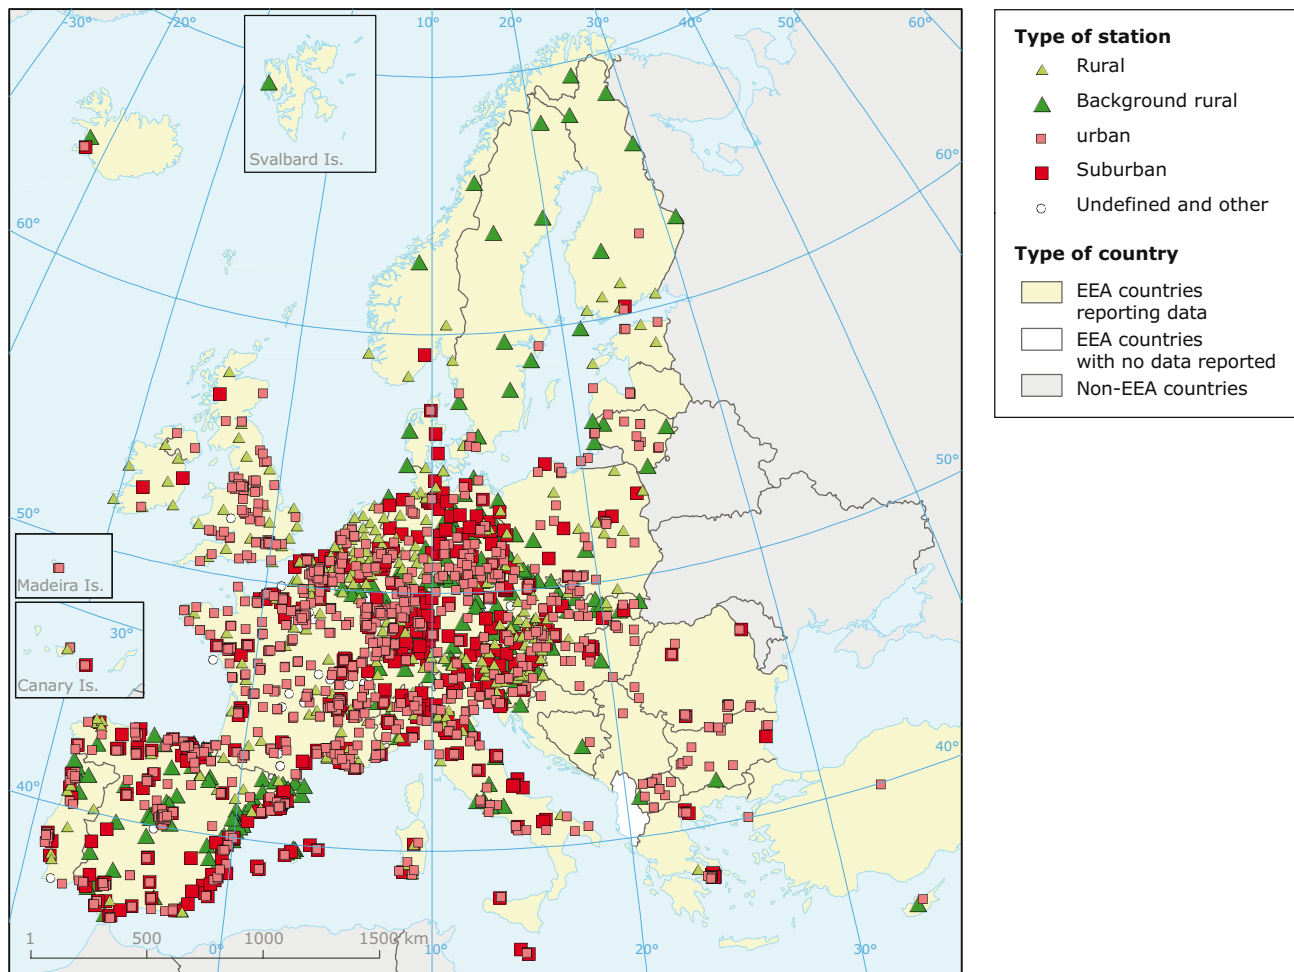 -30°
-20°
10°
20°
30°
40°
50°
60°
Svalbard Is.
60°
60°
50°
50°
Madeira Is.
30°
Canary Is.
40°
40°
1
500
1000
1500 km
0°
10°
20°
30°
Type of station
Rural
Background rural
urban
Suburban
Undefined and other
Type of country
EEA countries
reporting data
EEA countries
with no data reported
Non-EEA countries